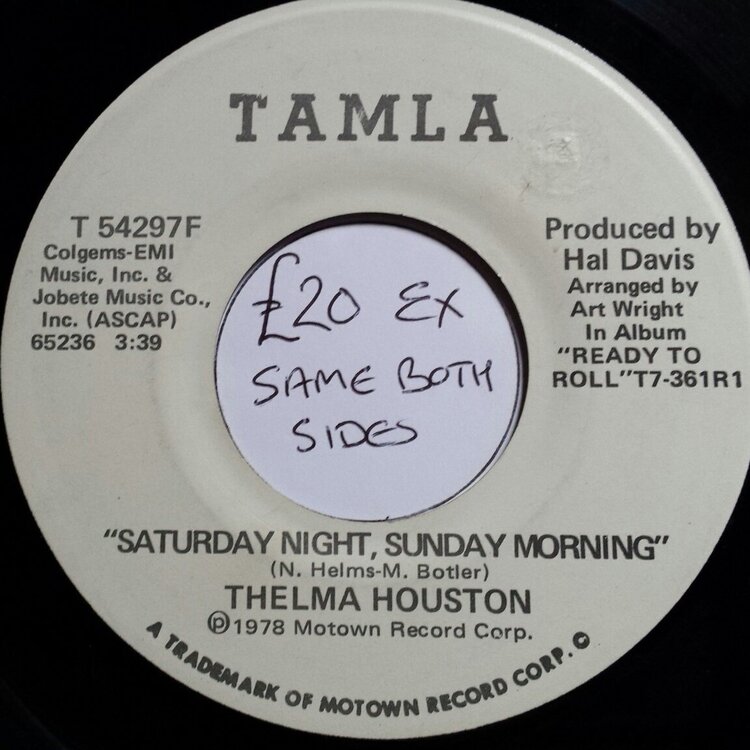 TAMLA
T 54297F
Colgems-EMI
Music, Inc. &
Jobete Music Co.,
Inc. (ASCAP)
65236 3:39
Produced by
Hal Davis
Arranged by
Art Wright
In Album
"READY TO
ROLL"T7-361R1
£20 EX
SAME BOTH
SIDES
"SATURDAY NIGHT, SUNDAY MORNING"
(N. Helms-M. Botler)
THELMA HOUSTON
℗1978 Motown Record Corp.
A TRADEMARK OF MOTOWN RECORD CORP. ©